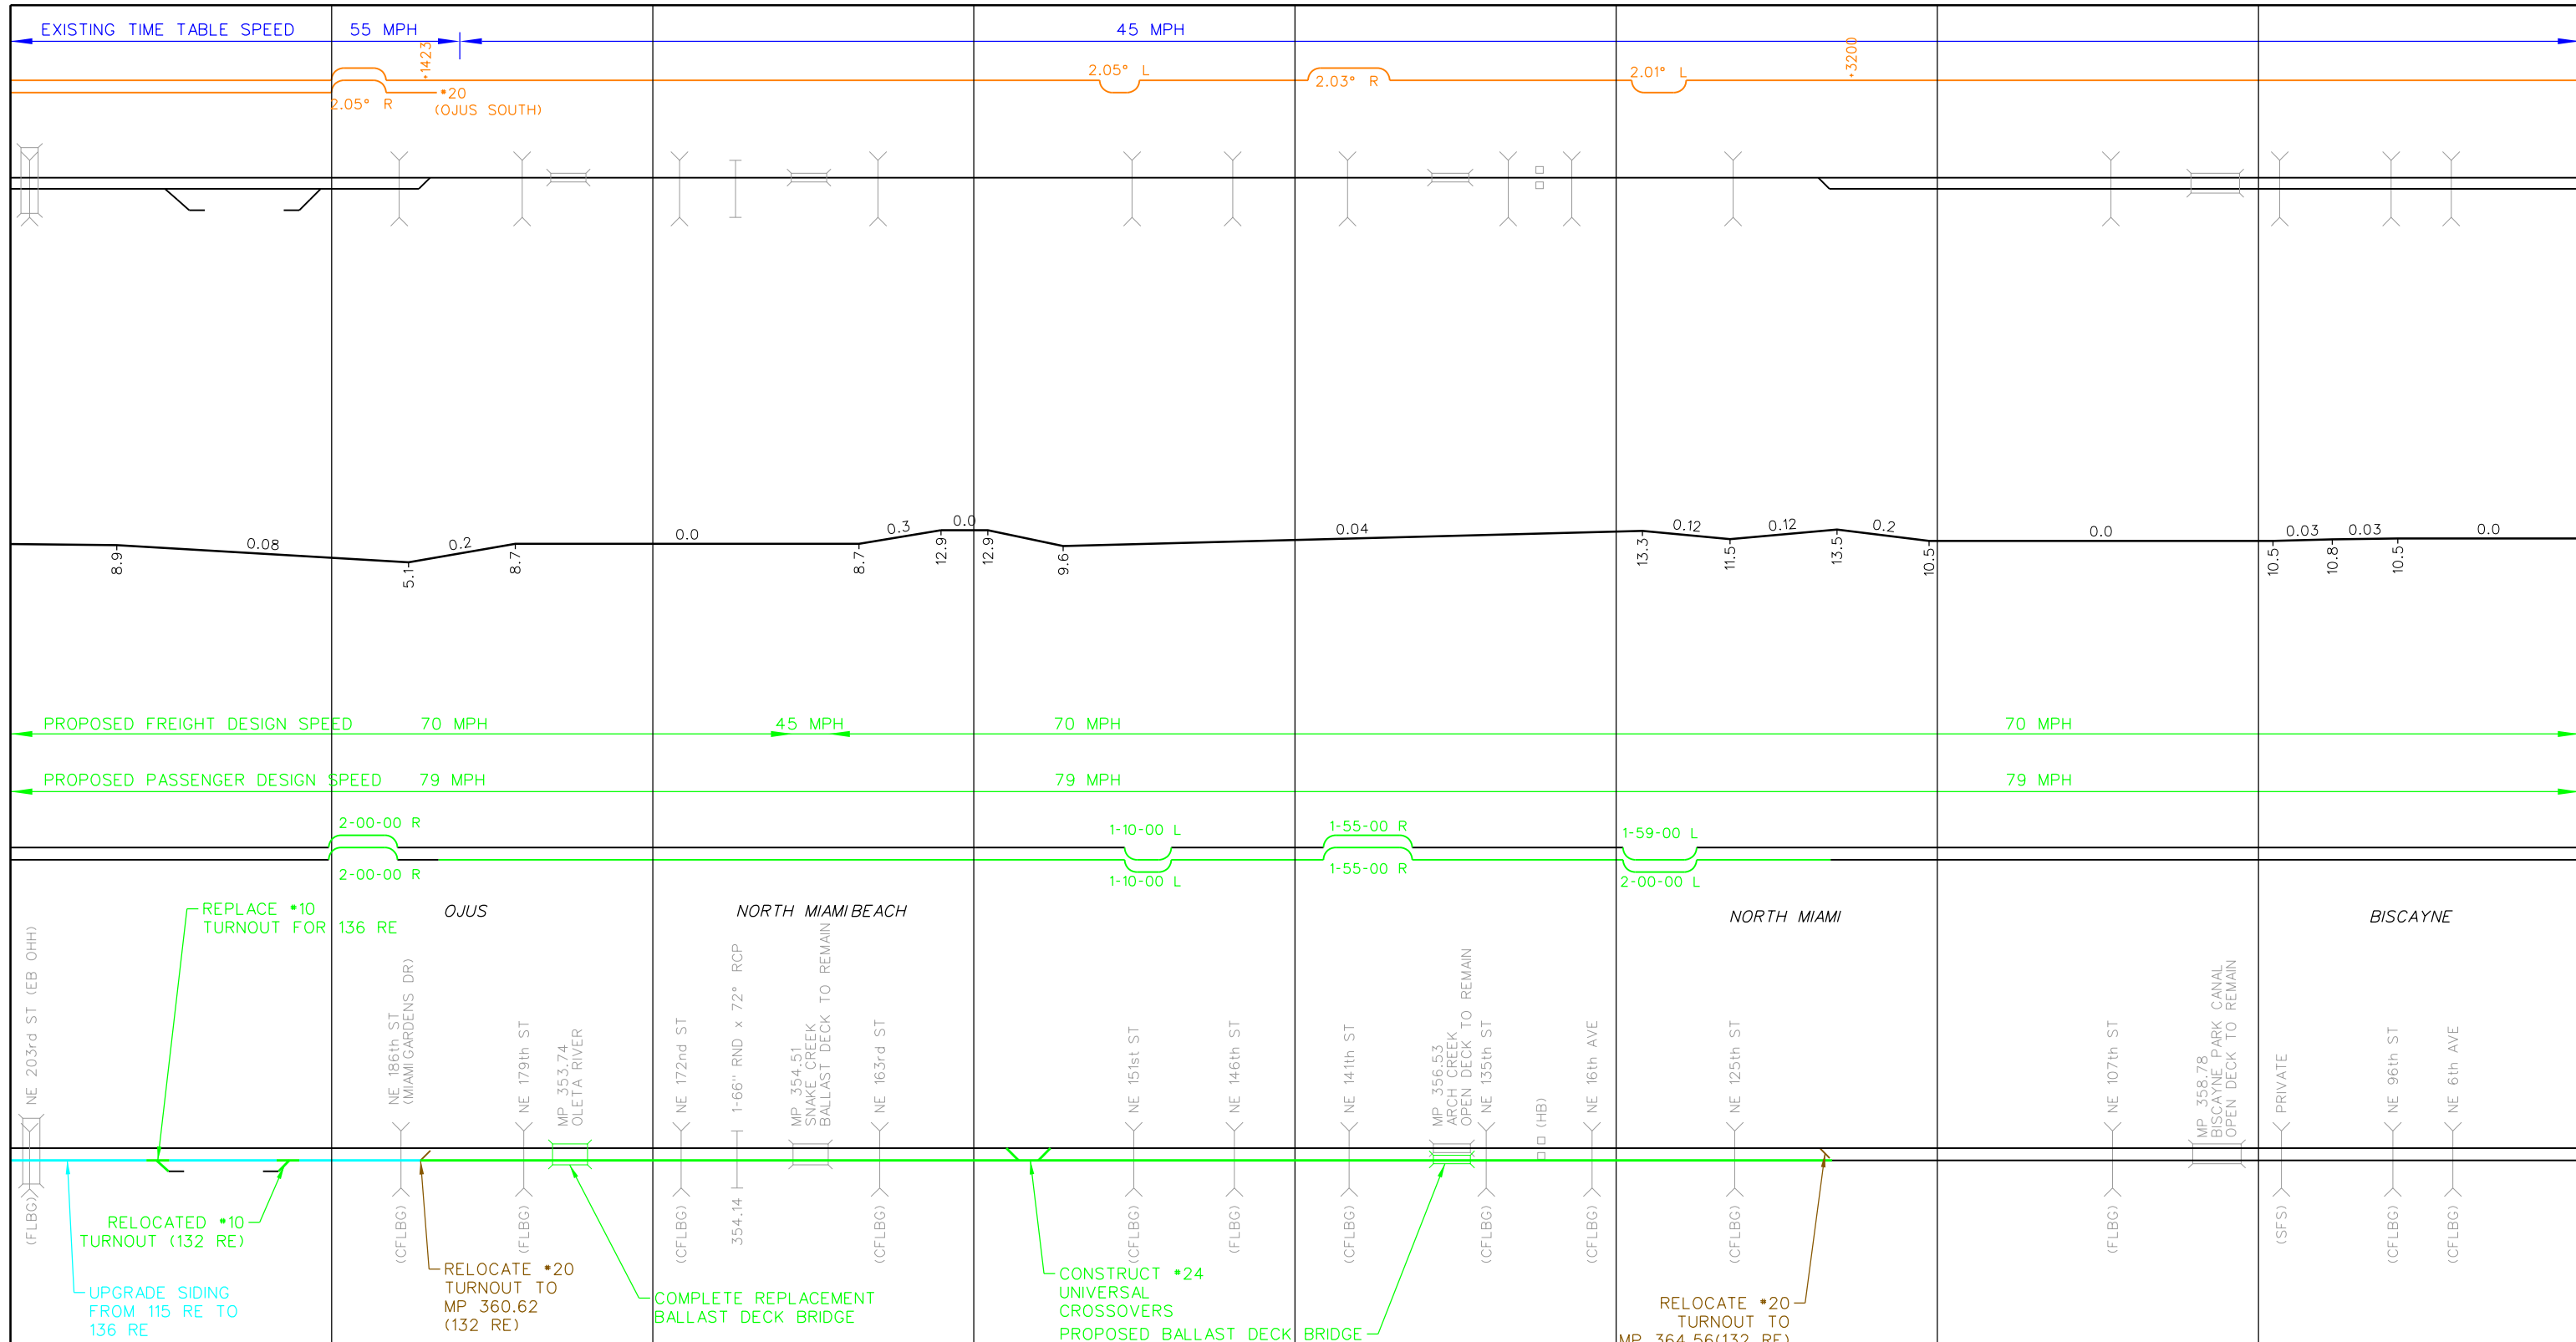 EXISTING TIME TABLE SPEED 55 MPH 45 MPH
+1423
+3200
2.05° R
*20
(OJUS SOUTH)
2.05° L
2.03° R
2.01° L
8.9
0.08
5.1
0.2
8.7
0.0
8.7
0.3
12.9
0.0
12.9
9.6
0.04
13.3
0.12
11.5
0.12
13.5
0.2
10.5
0.0
10.5
0.03
10.8
0.03
10.5
0.0
PROPOSED FREIGHT DESIGN SPEED 70 MPH 45 MPH 70 MPH 70 MPH
PROPOSED PASSENGER DESIGN SPEED 79 MPH 79 MPH 79 MPH
2-00-00 R
2-00-00 R
1-10-00 L
1-10-00 L
1-55-00 R
1-55-00 R
1-59-00 L
2-00-00 L
REPLACE *10
TURNOUT FOR 136 RE
OJUS
NORTH MIAMI BEACH
NORTH MIAMI
BISCAYNE
NE 203rd ST (EB OHH)
NE 186th ST
(MIAMI GARDENS DR)
NE 179th ST
MP 353.74
OLETA RIVER
NE 172nd ST
1-66" RND x 72° RCP
MP 354.51
SNAKE CREEK
BALLAST DECK TO REMAIN
NE 163rd ST
NE 151st ST
NE 146th ST
NE 141th ST
MP 356.53
ARCH CREEK
OPEN DECK TO REMAIN
NE 135th ST
(HB)
NE 16th AVE
NE 125th ST
NE 107th ST
MP 358.78
BISCAYNE PARK CANAL
OPEN DECK TO REMAIN
PRIVATE
NE 96th ST
NE 6th AVE
(FLBG)
(CFLBG)
(FLBG)
(CFLBG)
354.14
(CFLBG)
(CFLBG)
(FLBG)
(CFLBG)
(CFLBG)
(CFLBG)
(CFLBG)
(FLBG)
(SFS)
(CFLBG)
(CFLBG)
RELOCATED *10
TURNOUT (132 RE)
UPGRADE SIDING
FROM 115 RE TO
136 RE
RELOCATE *20
TURNOUT TO
MP 360.62
(132 RE)
COMPLETE REPLACEMENT
BALLAST DECK BRIDGE
CONSTRUCT *24
UNIVERSAL
CROSSOVERS
PROPOSED BALLAST DECK BRIDGE
RELOCATE *20
TURNOUT TO
MP 364.56(132 RE)